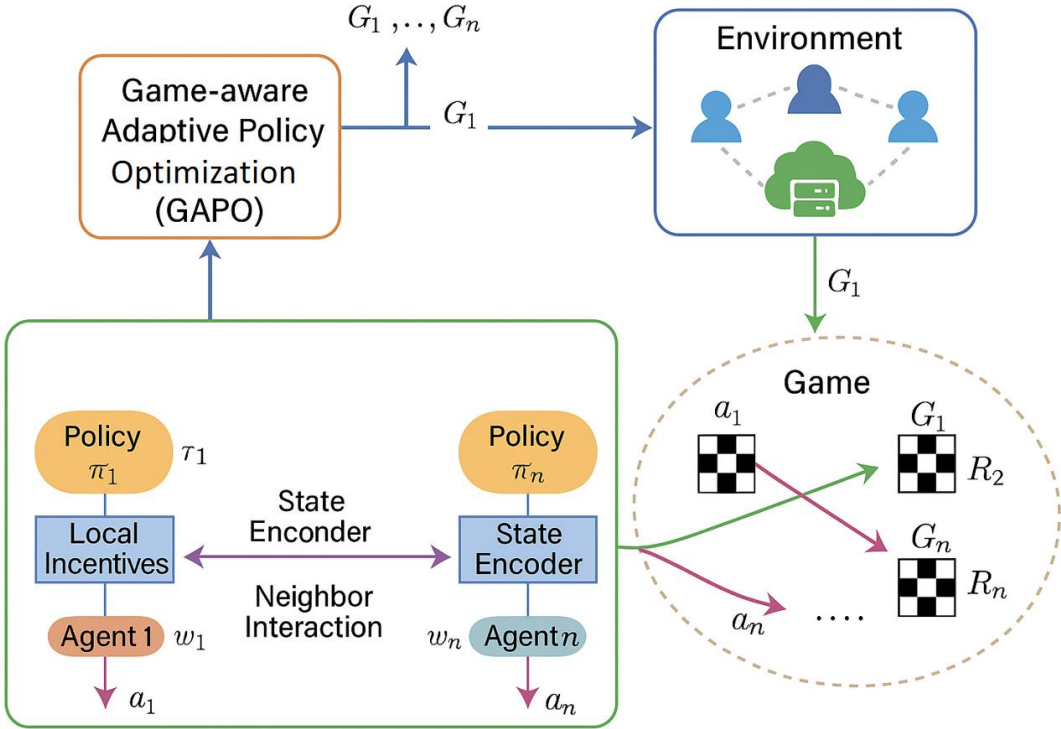 G₁ ,..,Gₙ
Game-aware
Adaptive Policy
Optimization
(GAPO)
G₁
Environment
G₁
Policy
π₁
τ₁
Policy
πₙ
State
Enconder
Local
Incentives
State
Encoder
Neighbor
Interaction
Agent 1
w₁
wₙ
Agent n
a₁
aₙ
Game
a₁
G₁
R₂
Gₙ
Rₙ
aₙ
....